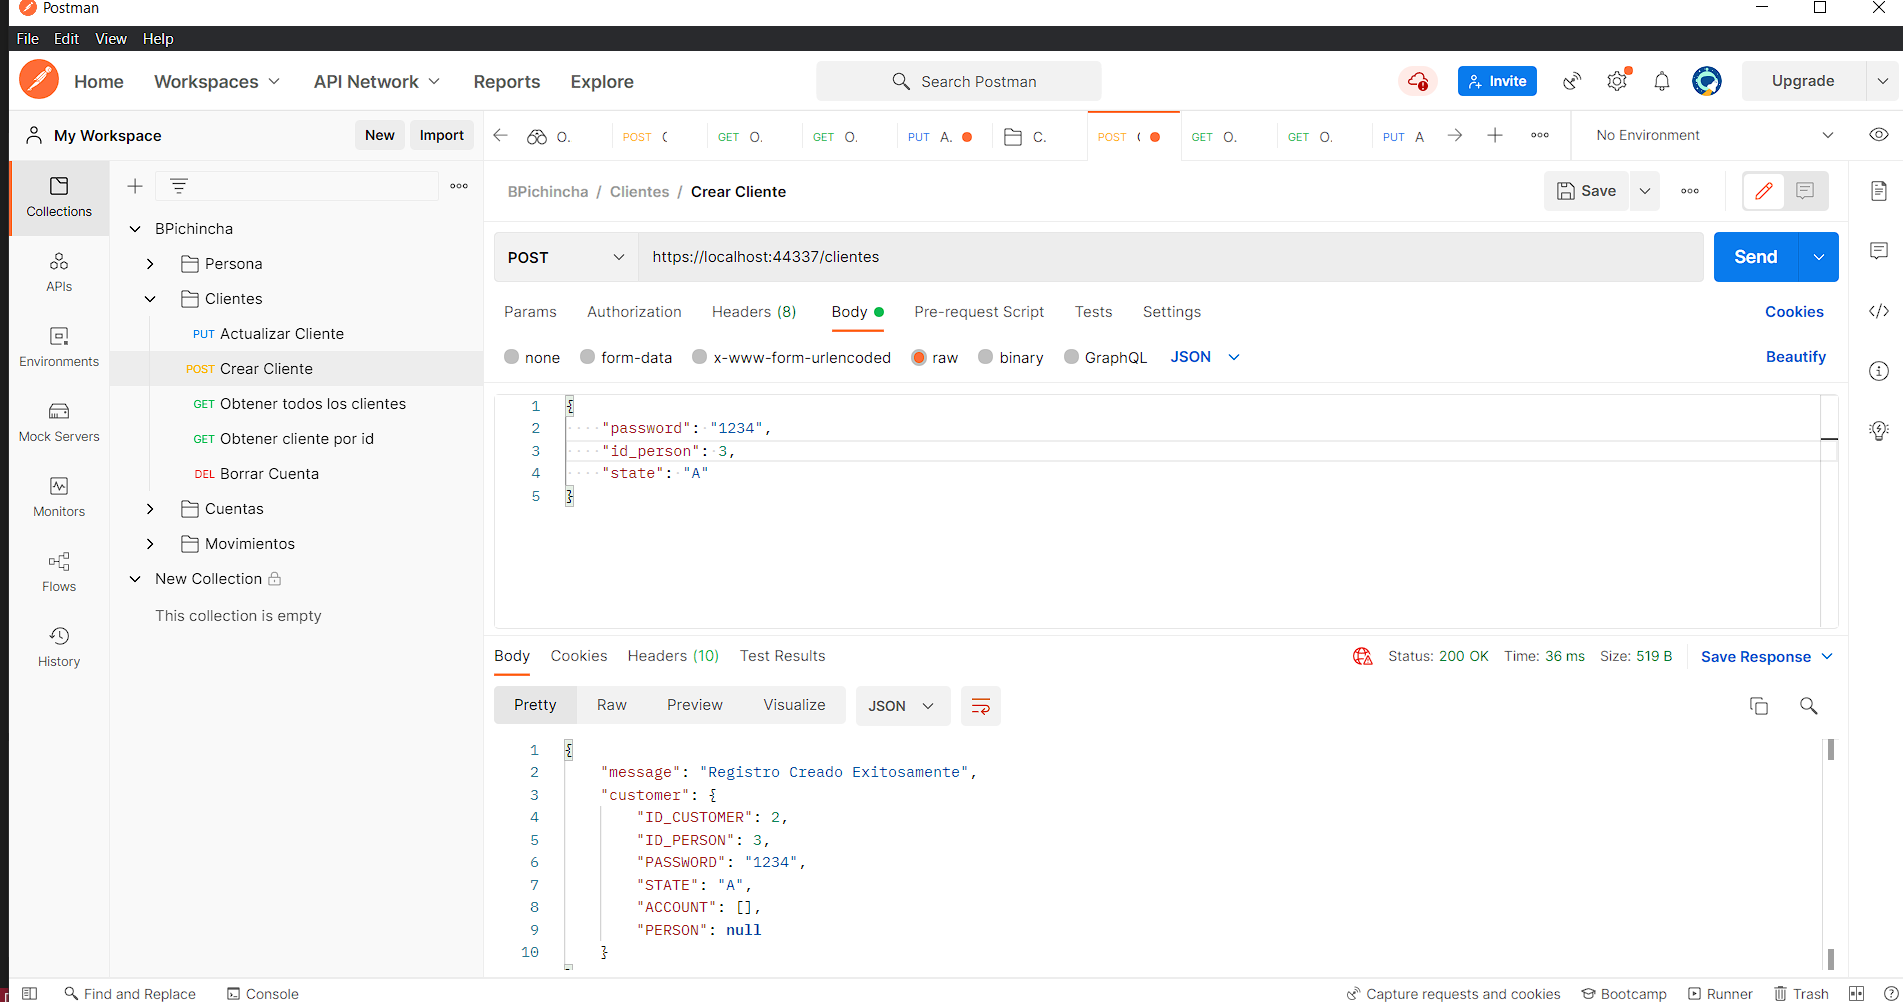 Postman
File Edit View Help
Home Workspaces API Network Reports Explore Search Postman Invite Upgrade
My Workspace New Import
O. POST GET O. GET O. PUT A. C. POST GET O. GET O. PUT A No Environment
Collections
APIs
Environments
Mock Servers
Monitors
Flows
History
BPichincha
Persona
Clientes
PUT Actualizar Cliente
POST Crear Cliente
GET Obtener todos los clientes
GET Obtener cliente por id
DEL Borrar Cuenta
Cuentas
Movimientos
New Collection
This collection is empty
BPichincha / Clientes / Crear Cliente Save
POST https://localhost:44337/clientes Send
Params Authorization Headers (8) Body Pre-request Script Tests Settings Cookies
none form-data x-www-form-urlencoded raw binary GraphQL JSON Beautify
1 {
2 "password": "1234",
3 "id_person": 3,
4 "state": "A"
5 }
Body Cookies Headers (10) Test Results Status: 200 OK Time: 36 ms Size: 519 B Save Response
Pretty Raw Preview Visualize JSON
1 {
2 "message": "Registro Creado Exitosamente",
3 "customer": {
4 "ID_CUSTOMER": 2,
5 "ID_PERSON": 3,
6 "PASSWORD": "1234",
7 "STATE": "A",
8 "ACCOUNT": [],
9 "PERSON": null
10 }
Find and Replace Console Capture requests and cookies Bootcamp Runner Trash